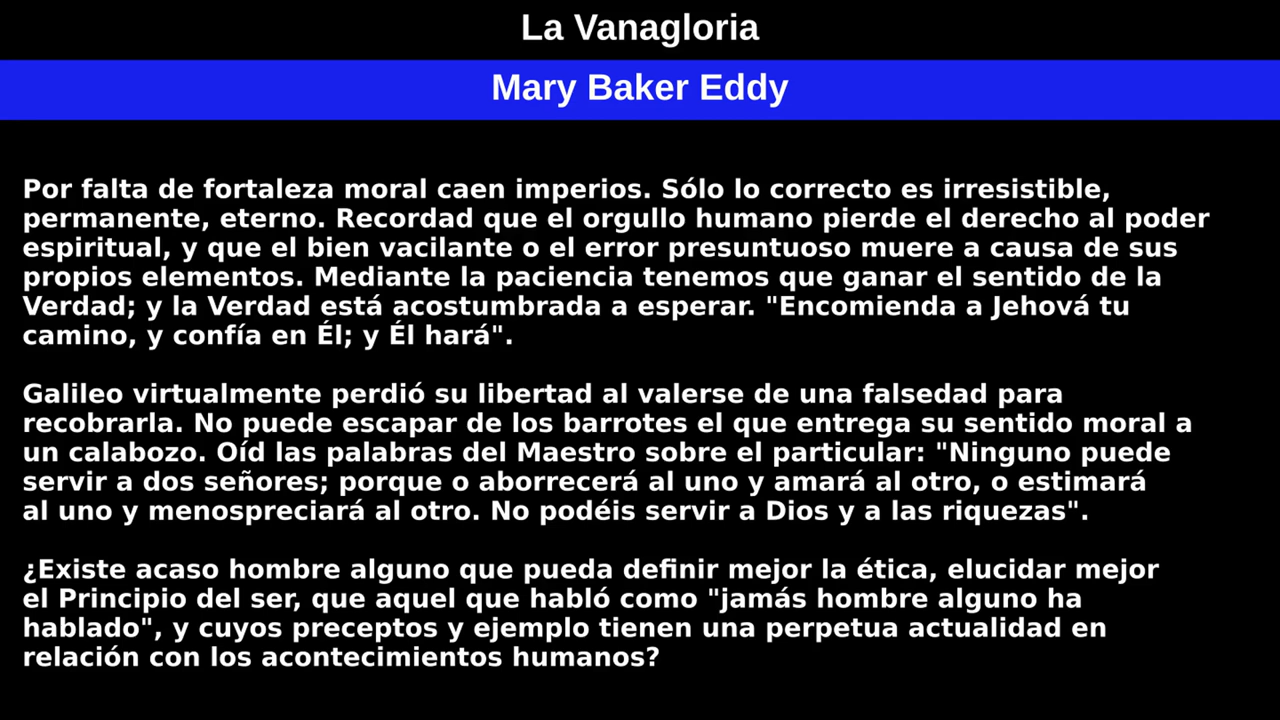 La Vanagloria
Mary Baker Eddy
Por falta de fortaleza moral caen imperios. Sólo lo correcto es irresistible,
permanente, eterno. Recordad que el orgullo humano pierde el derecho al poder
espiritual, y que el bien vacilante o el error presuntuoso muere a causa de sus
propios elementos. Mediante la paciencia tenemos que ganar el sentido de la
Verdad; y la Verdad está acostumbrada a esperar. "Encomienda a Jehová tu
camino, y confía en Él; y Él hará".
Galileo virtualmente perdió su libertad al valerse de una falsedad para
recobrarla. No puede escapar de los barrotes el que entrega su sentido moral a
un calabozo. Oíd las palabras del Maestro sobre el particular: "Ninguno puede
servir a dos señores; porque o aborrecerá al uno y amará al otro, o estimará
al uno y menospreciará al otro. No podéis servir a Dios y a las riquezas".
¿Existe acaso hombre alguno que pueda definir mejor la ética, elucidar mejor
el Principio del ser, que aquel que habló como "jamás hombre alguno ha
hablado", y cuyos preceptos y ejemplo tienen una perpetua actualidad en
relación con los acontecimientos humanos?